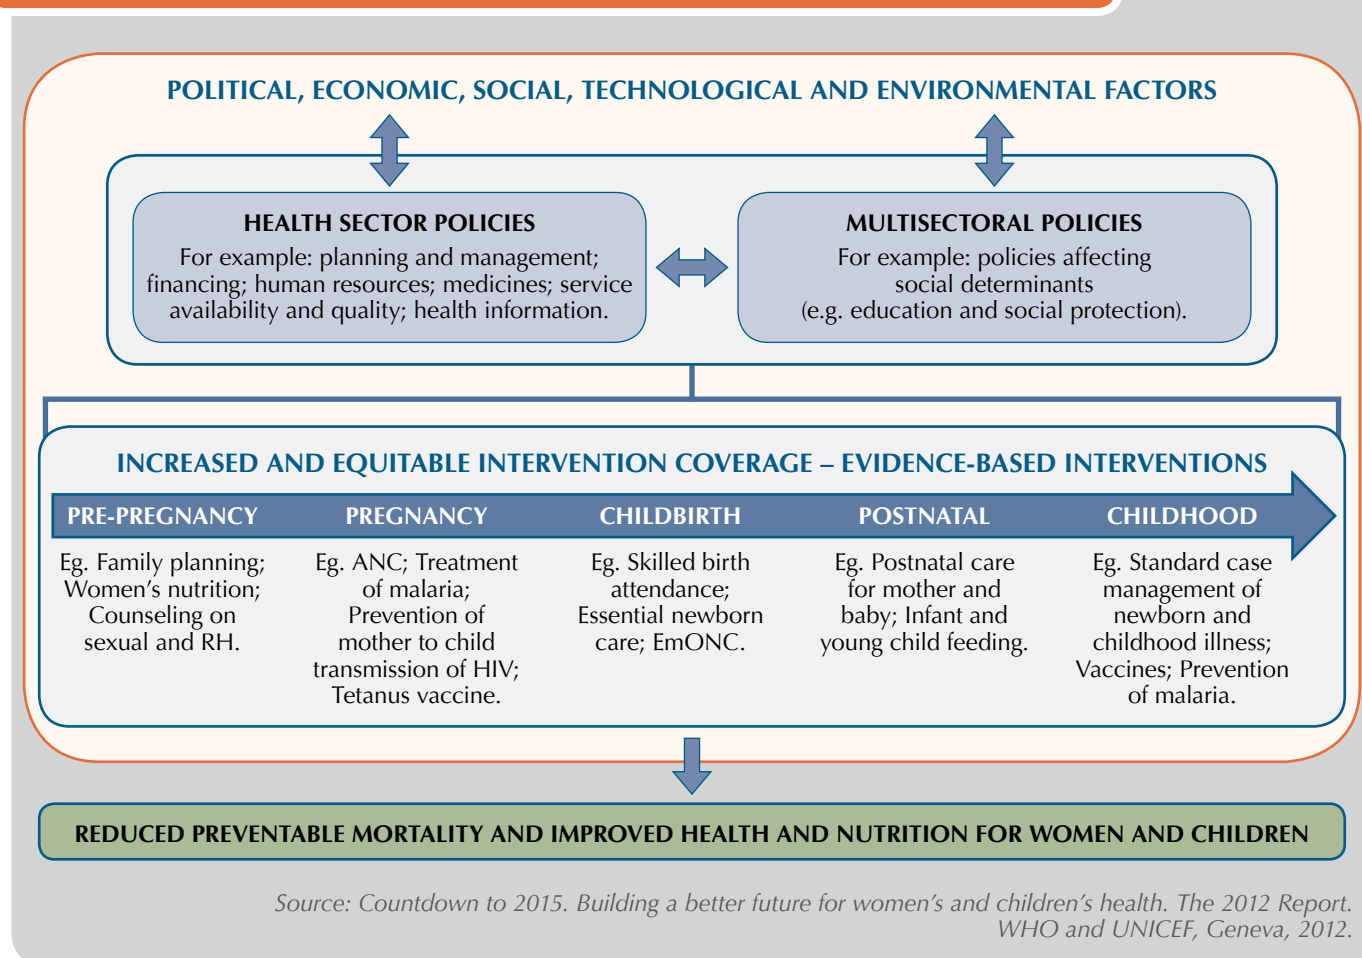 POLITICAL, ECONOMIC, SOCIAL, TECHNOLOGICAL AND ENVIRONMENTAL FACTORS
HEALTH SECTOR POLICIES
For example: planning and management;
financing; human resources; medicines; service
availability and quality; health information.
MULTISECTORAL POLICIES
For example: policies affecting
social determinants
(e.g. education and social protection).
INCREASED AND EQUITABLE INTERVENTION COVERAGE – EVIDENCE-BASED INTERVENTIONS
PRE-PREGNANCY
Eg. Family planning;
Women's nutrition;
Counseling on
sexual and RH.
PREGNANCY
Eg. ANC; Treatment
of malaria;
Prevention of
mother to child
transmission of HIV;
Tetanus vaccine.
CHILDBIRTH
Eg. Skilled birth
attendance;
Essential newborn
care; EmONC.
POSTNATAL
Eg. Postnatal care
for mother and
baby; Infant and
young child feeding.
CHILDHOOD
Eg. Standard case
management of
newborn and
childhood illness;
Vaccines; Prevention
of malaria.
REDUCED PREVENTABLE MORTALITY AND IMPROVED HEALTH AND NUTRITION FOR WOMEN AND CHILDREN
Source: Countdown to 2015. Building a better future for women's and children's health. The 2012 Report.
WHO and UNICEF, Geneva, 2012.